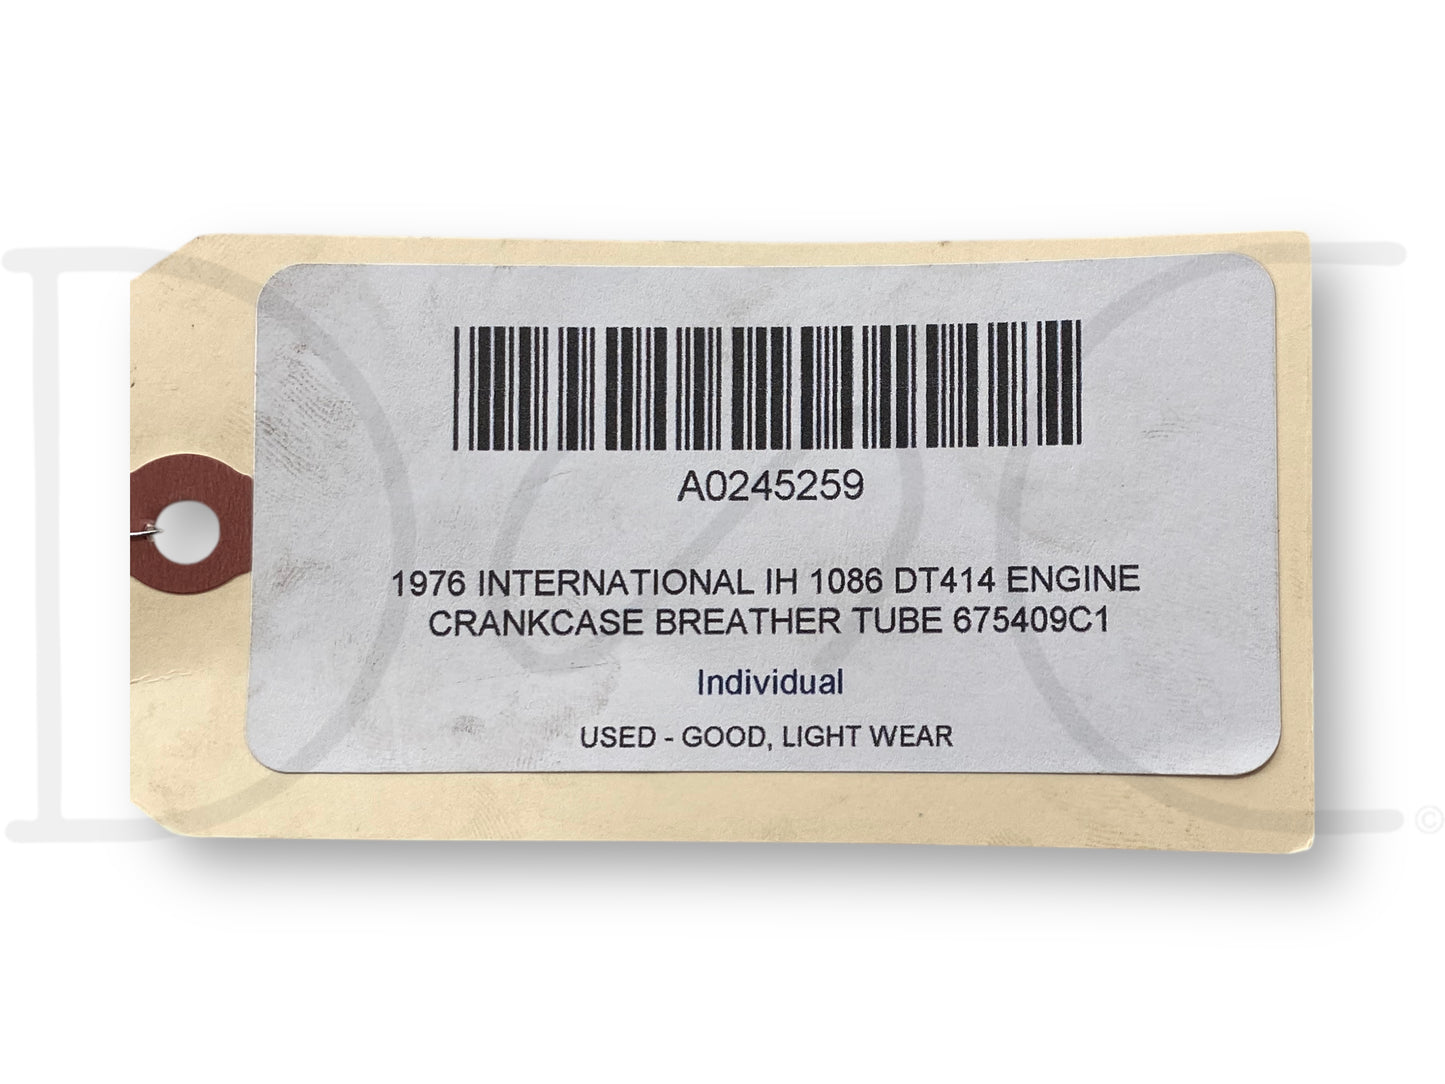 A0245259
1976 INTERNATIONAL IH 1086 DT414 ENGINE
CRANKCASE BREATHER TUBE 675409C1
Individual
USED - GOOD, LIGHT WEAR
©